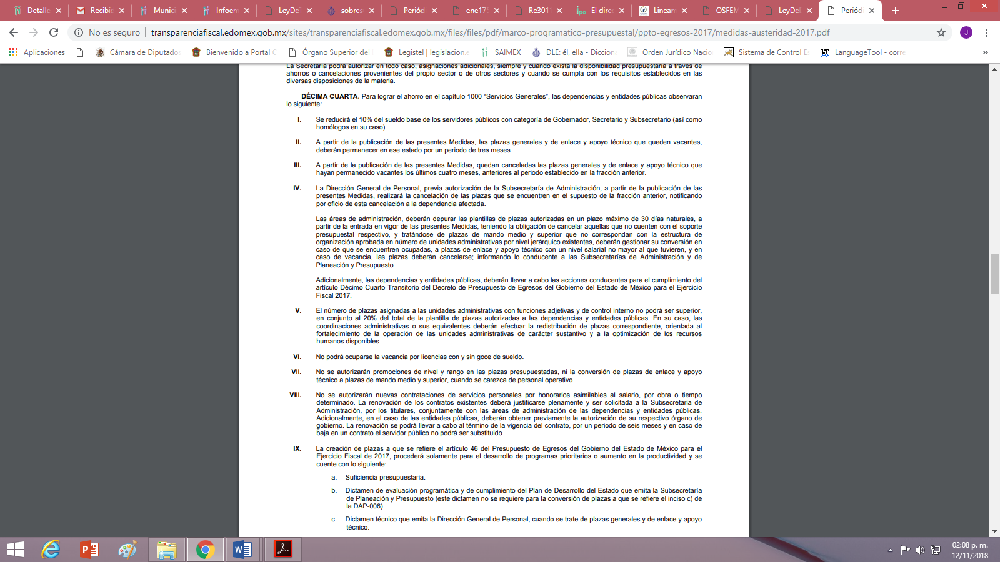 Detalle
Recibid
Munici
Infoem
LeyDeT
sobres
Periód
ene175
Re301
El dire
Lineam
OSFEM
LeyDel
Periód
No es seguro
transparenciafiscal.edomex.gob.mx/sites/transparenciafiscal.edomex.gob.mx/files/files/pdf/marco-programatico-presupuestal/ppto-egresos-2017/medidas-austeridad-2017.pdf
J
Aplicaciones
Cámara de Diputados
Bienvenido a Portal C
Órgano Superior del
Legistel | legislacion.e
SAIMEX
DLE: él, ella - Diccion
Orden Jurídico Nacio
Sistema de Control E
LT LanguageTool - corre
La Secretaría podrá autorizar en todo caso, asignaciones adicionales, siempre y cuando exista la disponibilidad presupuestaria a través de
ahorros o cancelaciones provenientes del propio sector o de otros sectores y cuando se cumpla con los requisitos establecidos en las
diversas disposiciones de la materia.
DÉCIMA CUARTA. Para lograr el ahorro en el capítulo 1000 “Servicios Generales”, las dependencias y entidades públicas observaran
lo siguiente:
I. Se reducirá el 10% del sueldo base de los servidores públicos con categoría de Gobernador, Secretario y Subsecretario (así como
homólogos en su caso).
II. A partir de la publicación de las presentes Medidas, las plazas generales y de enlace y apoyo técnico que queden vacantes,
deberán permanecer en ese estado por un periodo de tres meses.
III. A partir de la publicación de las presentes Medidas, quedan canceladas las plazas generales y de enlace y apoyo técnico que
hayan permanecido vacantes los últimos cuatro meses, anteriores al periodo establecido en la fracción anterior.
IV. La Dirección General de Personal, previa autorización de la Subsecretaría de Administración, a partir de la publicación de las
presentes Medidas, realizará la cancelación de las plazas que se encuentren en el supuesto de la fracción anterior, notificando
por oficio de esta cancelación a la dependencia afectada.
Las áreas de administración, deberán depurar las plantillas de plazas autorizadas en un plazo máximo de 30 días naturales, a
partir de la entrada en vigor de las presentes Medidas, teniendo la obligación de cancelar aquellas que no cuenten con el soporte
presupuestal respectivo, y tratándose de plazas de mando medio y superior que no correspondan con la estructura de
organización aprobada en número de unidades administrativas por nivel jerárquico existentes, deberán gestionar su conversión en
caso de que se encuentren ocupadas, a plazas de enlace y apoyo técnico con un nivel salarial no mayor al que tuvieren, y en
caso de vacancia, las plazas deberán cancelarse; informando lo conducente a las Subsecretarías de Administración y de
Planeación y Presupuesto.
Adicionalmente, las dependencias y entidades públicas, deberán llevar a cabo las acciones conducentes para el cumplimiento del
artículo Décimo Cuarto Transitorio del Decreto de Presupuesto de Egresos del Gobierno del Estado de México para el Ejercicio
Fiscal 2017.
V. El número de plazas asignadas a las unidades administrativas con funciones adjetivas y de control interno no podrá ser superior,
en conjunto al 20% del total de la plantilla de plazas autorizadas a las dependencias y entidades públicas. En su caso, las
coordinaciones administrativas o sus equivalentes deberán efectuar la redistribución de plazas correspondiente, orientada al
fortalecimiento de la operación de las unidades administrativas de carácter sustantivo y a la optimización de los recursos
humanos disponibles.
VI. No podrá ocuparse la vacancia por licencias con y sin goce de sueldo.
VII. No se autorizarán promociones de nivel y rango en las plazas presupuestadas, ni la conversión de plazas de enlace y apoyo
técnico a plazas de mando medio y superior, cuando se carezca de personal operativo.
VIII. No se autorizarán nuevas contrataciones de servicios personales por honorarios asimilables al salario, por obra o tiempo
determinado. La renovación de los contratos existentes deberá justificarse plenamente y ser solicitada a la Subsecretaria de
Administración, por los titulares, conjuntamente con las áreas de administración de las dependencias y entidades públicas.
Adicionalmente, en el caso de las entidades públicas, deberán obtener previamente la autorización de su respectivo órgano de
gobierno. La renovación se podrá llevar a cabo al término de la vigencia del contrato, por un periodo de seis meses y en caso de
baja en un contrato el servidor público no podrá ser substituido.
IX. La creación de plazas a que se refiere el artículo 46 del Presupuesto de Egresos del Gobierno del Estado de México para el
Ejercicio Fiscal de 2017, procederá solamente para el desarrollo de programas prioritarios o aumento en la productividad y se
cuente con lo siguiente:
a. Suficiencia presupuestaria.
b. Dictamen de evaluación programática y de cumplimiento del Plan de Desarrollo del Estado que emita la Subsecretaría
de Planeación y Presupuesto (este dictamen no se requiere para la conversión de plazas a que se refiere el inciso c) de
la DAP-006).
c. Dictamen técnico que emita la Dirección General de Personal, cuando se trate de plazas generales y de enlace y apoyo
técnico.
02:08 p. m.
12/11/2018